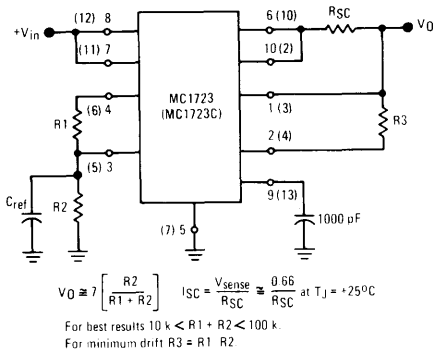 +Vin
(12) 8
(11) 7
(6) 4
R1
(5) 3
Cref
R2
MC1723
(MC1723C)
(7) 5
6 (10)
10 (2)
RSC
VO
1 (3)
2 (4)
R3
9 (13)
1000 pF
VO ≅ 7 [ R2 / R1 + R2 ] ISC = Vsense / RSC ≅ 0.66 / RSC at TJ = +25°C
For best results 10 k < R1 + R2 < 100 k.
For minimum drift R3 = R1 R2.